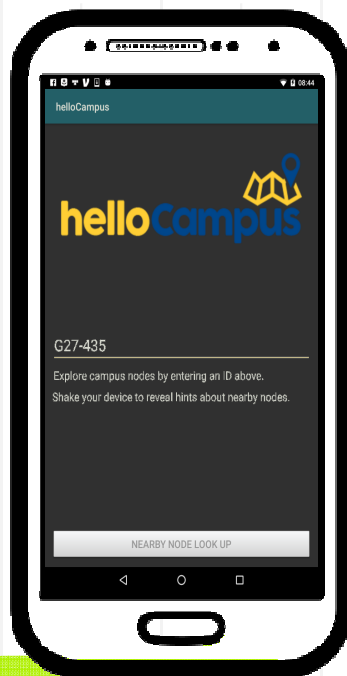 08:44
helloCampus
helloCampus
G27-435
Explore campus nodes by entering an ID above.
Shake your device to reveal hints about nearby nodes.
NEARBY NODE LOOK UP